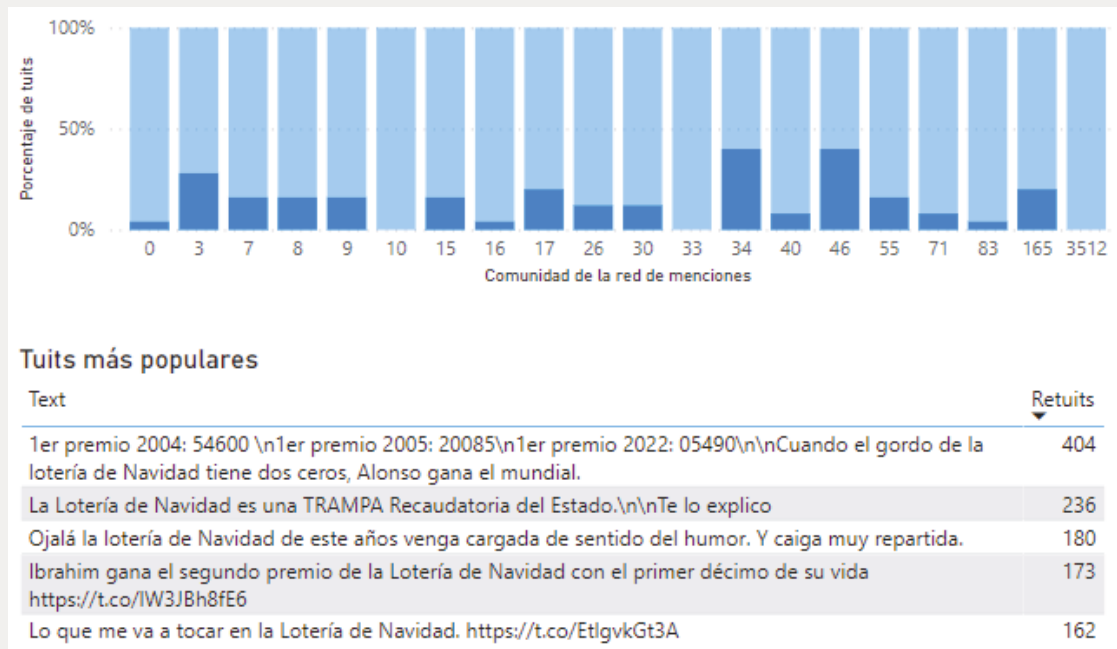 100%
50%
0%
Porcentaje de tuits
0 3 7 8 9 10 15 16 17 26 30 33 34 40 46 55 71 83 165 3512
Comunidad de la red de menciones
Tuits más populares
Text Retuits
1er premio 2004: 54600 \n1er premio 2005: 20085\n1er premio 2022: 05490\n\nCuando el gordo de la 404
lotería de Navidad tiene dos ceros, Alonso gana el mundial.
La Lotería de Navidad es una TRAMPA Recaudatoria del Estado.\n\nTe lo explico 236
Ojalá la lotería de Navidad de este años venga cargada de sentido del humor. Y caiga muy repartida. 180
Ibrahim gana el segundo premio de la Lotería de Navidad con el primer décimo de su vida 173
https://t.co/IW3JBh8fE6
Lo que me va a tocar en la Lotería de Navidad. https://t.co/EtIgvkGt3A 162